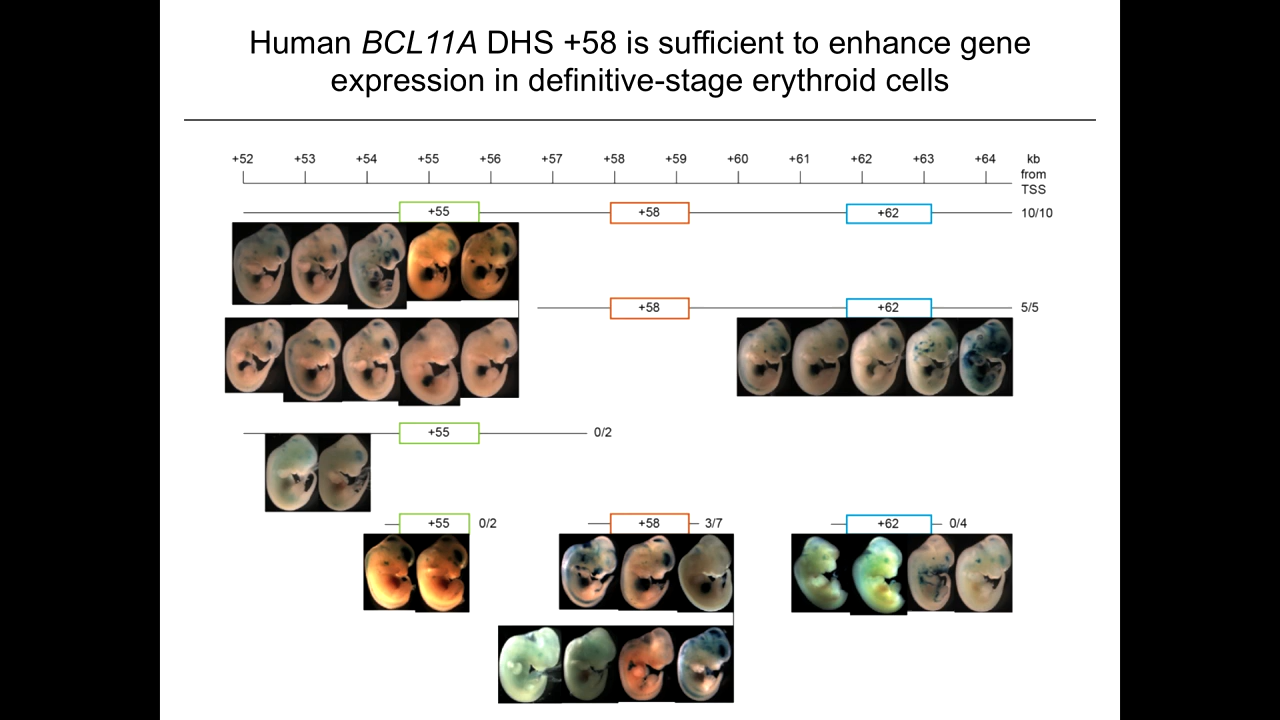 Human BCL11A DHS +58 is sufficient to enhance gene
expression in definitive-stage erythroid cells
+52 +53 +54 +55 +56 +57 +58 +59 +60 +61 +62 +63 +64 kb
from
TSS
+55 +58 +62 10/10
+58 +62 5/5
+55 0/2
+55 0/2 +58 3/7 +62 0/4